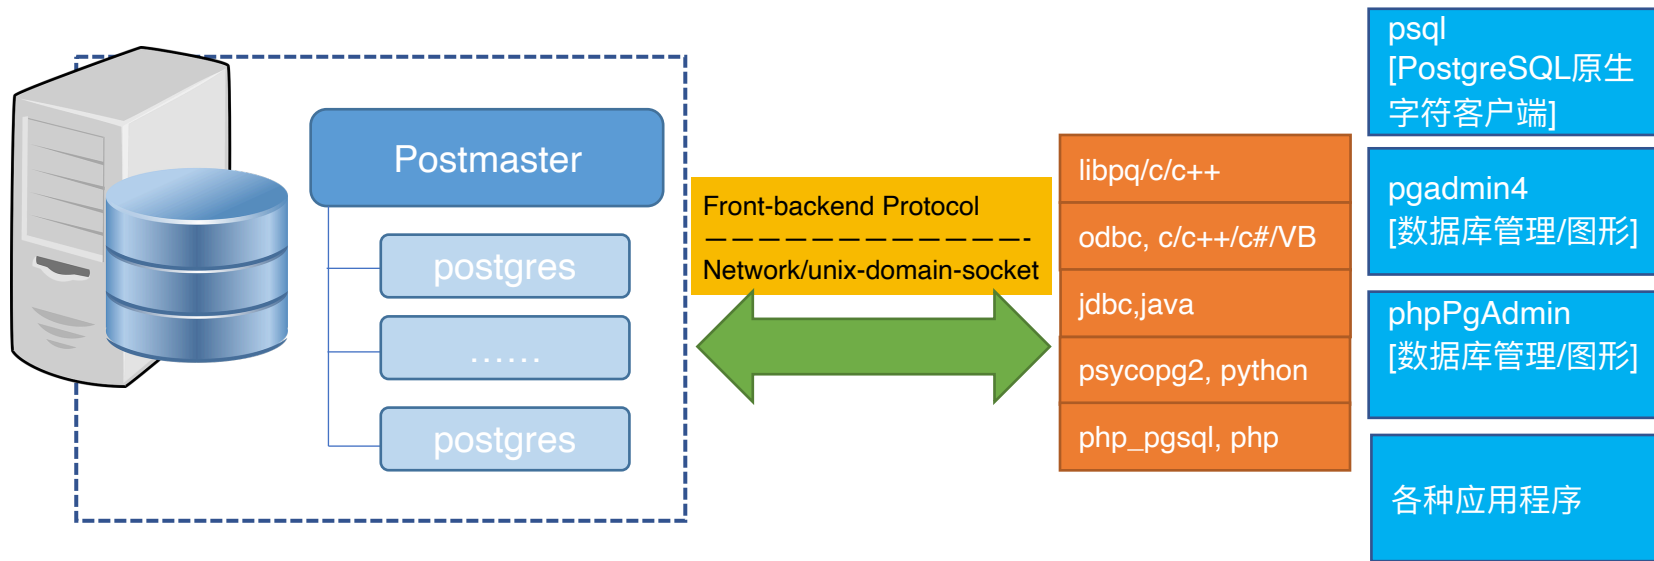 Postmaster
postgres
......
postgres
Front-backend Protocol
Network/unix-domain-socket
libpq/c/c++
odbc, c/c++/c#/VB
jdbc,java
psycopg2, python
php_pgsql, php
psql
[PostgreSQL原生
字符客户端]
pgadmin4
[数据库管理/图形]
phpPgAdmin
[数据库管理/图形]
各种应用程序